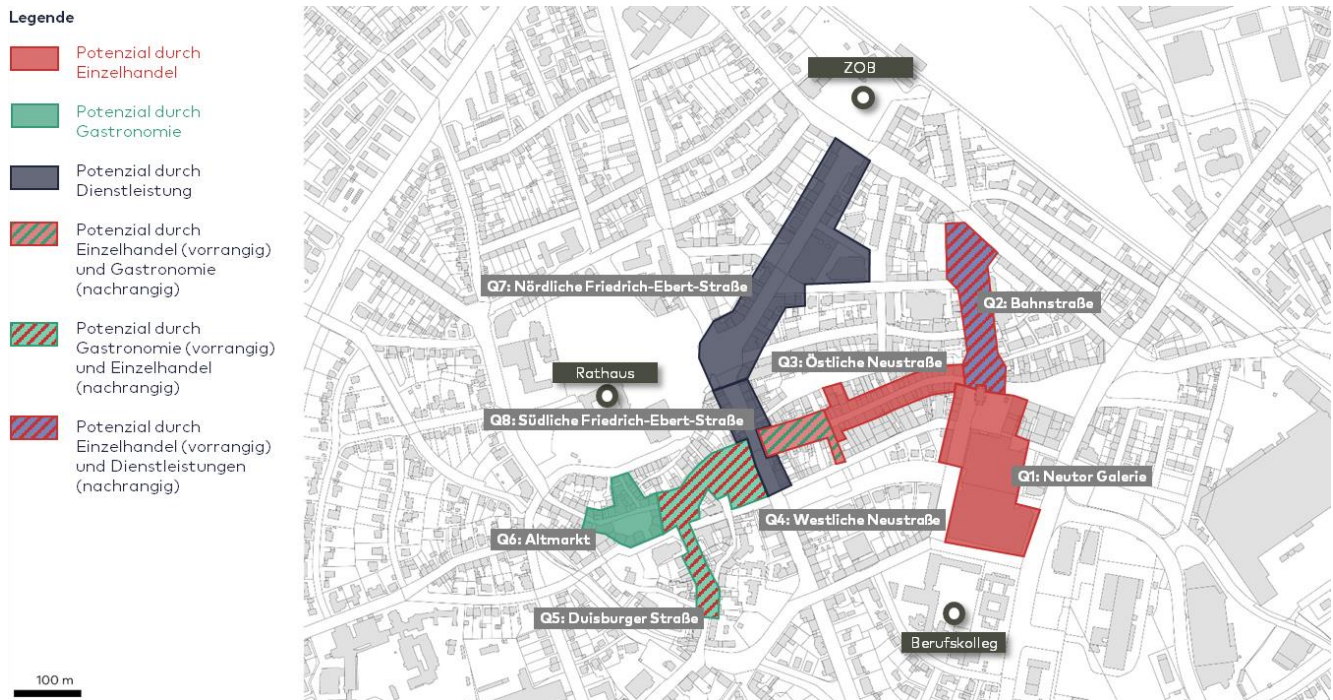 Legende
Potenzial durch
Einzelhandel
Potenzial durch
Gastronomie
Potenzial durch
Dienstleistung
Potenzial durch
Einzelhandel (vorrangig)
und Gastronomie
(nachrangig)
Potenzial durch
Gastronomie (vorrangig)
und Einzelhandel
(nachrangig)
Potenzial durch
Einzelhandel (vorrangig)
und Dienstleistungen
(nachrangig)
100 m
ZOB
Q7: Nördliche Friedrich-Ebert-Straße
Q2: Bahnstraße
Q3: Östliche Neustraße
Rathaus
Q8: Südliche Friedrich-Ebert-Straße
Q1: Neutor Galerie
Q4: Westliche Neustraße
Q6: Altmarkt
Q5: Duisburger Straße
Berufskolleg